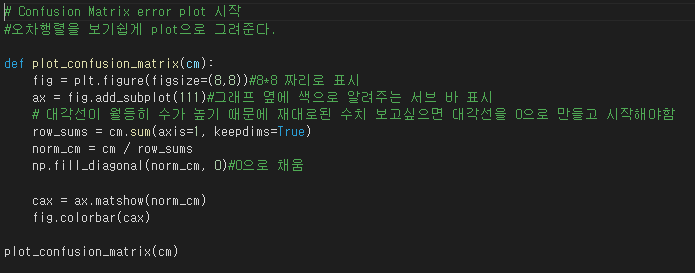 # Confusion Matrix error plot 시작
#오차행렬을 보기쉽게 plot으로 그려준다.
def plot_confusion_matrix(cm):
fig = plt.figure(figsize=(8,8))#8*8 짜리로 표시
ax = fig.add_subplot(111)#그래프 옆에 색으로 알려주는 서브 바 표시
# 대각선이 월등히 수가 높기 때문에 재대로된 수치 보고싶으면 대각선을 0으로 만들고 시작해야함
row_sums = cm.sum(axis=1, keepdims=True)
norm_cm = cm / row_sums
np.fill_diagonal(norm_cm, 0)#0으로 채움
cax = ax.matshow(norm_cm)
fig.colorbar(cax)
plot_confusion_matrix(cm)